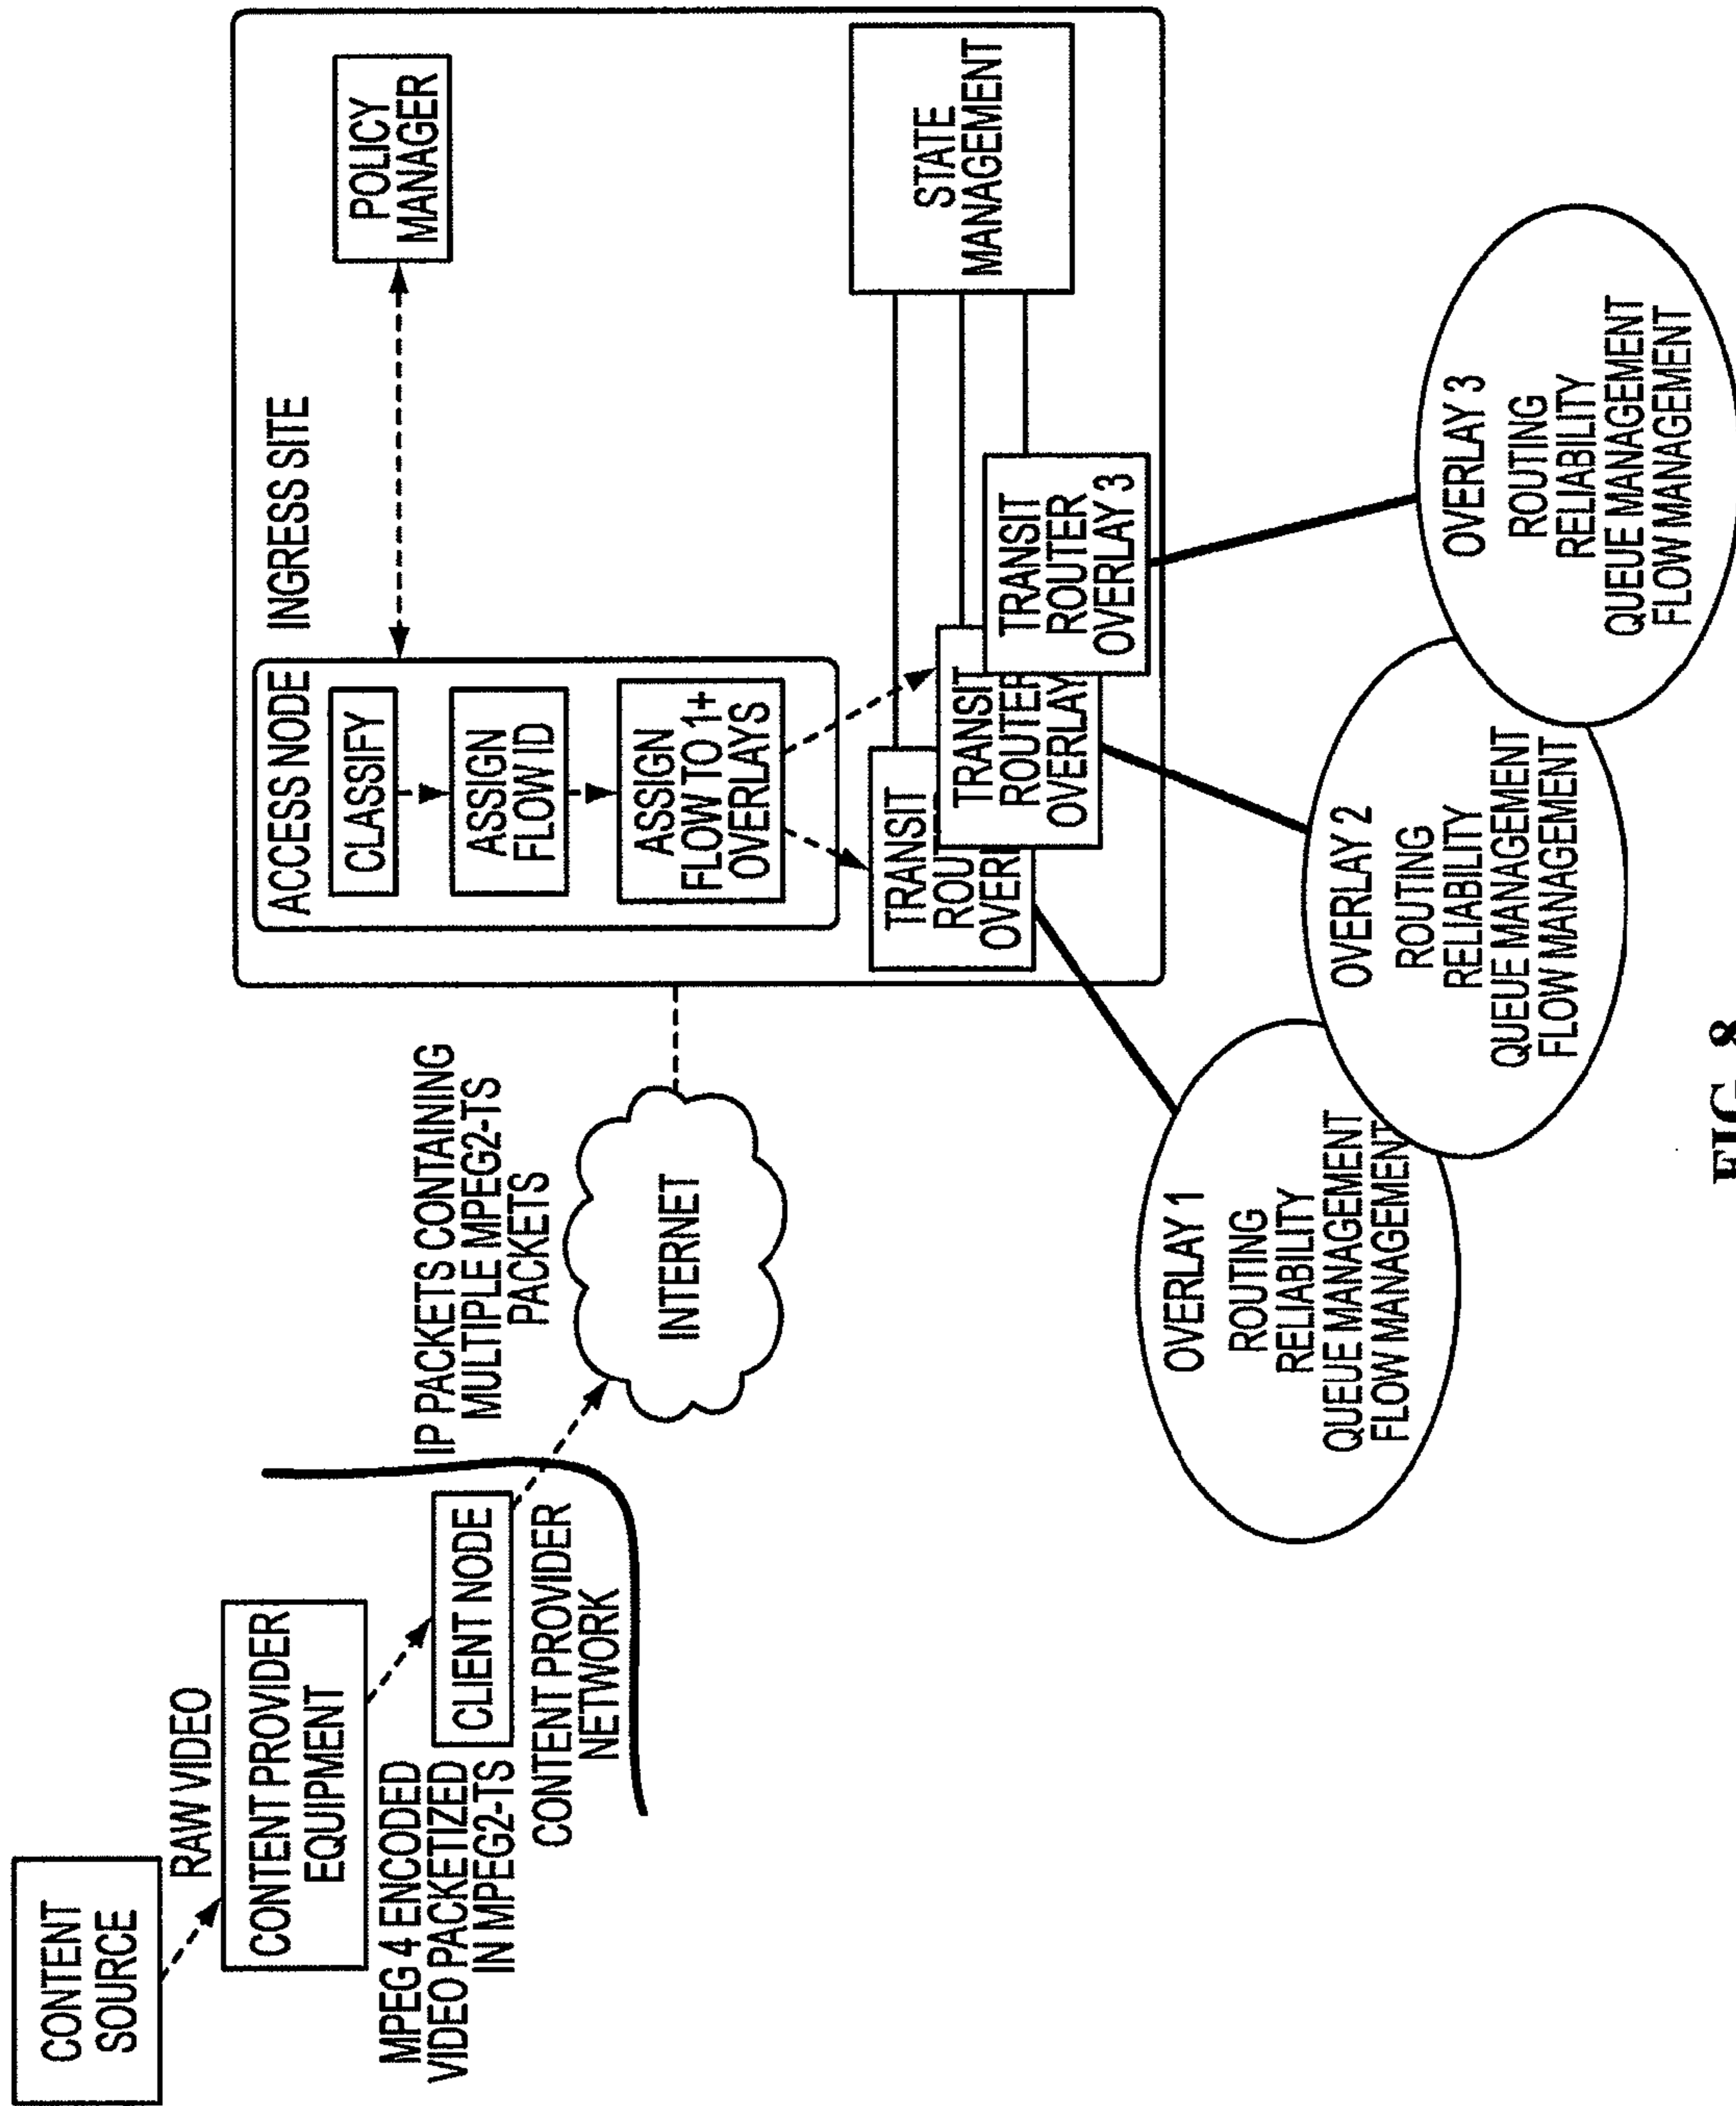 CONTENT
SOURCE
RAW VIDEO
CONTENT PROVIDER
EQUIPMENT
MPEG 4 ENCODED
VIDEO PACKETIZED
IN MPEG2-TS
CLIENT NODE
CONTENT PROVIDER
NETWORK
IP PACKETS CONTAINING
MULTIPLE MPEG2-TS
PACKETS
INTERNET
INGRESS SITE
ACCESS NODE
CLASSIFY
ASSIGN
FLOW ID
ASSIGN
FLOW TO 1+
OVERLAYS
POLICY
MANAGER
STATE
MANAGEMENT
TRANSIT
ROU
OVERL
TRANSIT
ROUTER
OVERLAY
TRANSIT
ROUTER
OVERLAY 3
OVERLAY 1
ROUTING
RELIABILITY
QUEUE MANAGEMENT
FLOW MANAGEMENT
OVERLAY 2
ROUTING
RELIABILITY
QUEUE MANAGEMENT
FLOW MANAGEMENT
OVERLAY 3
ROUTING
RELIABILITY
QUEUE MANAGEMENT
FLOW MANAGEMENT
FIG. 8